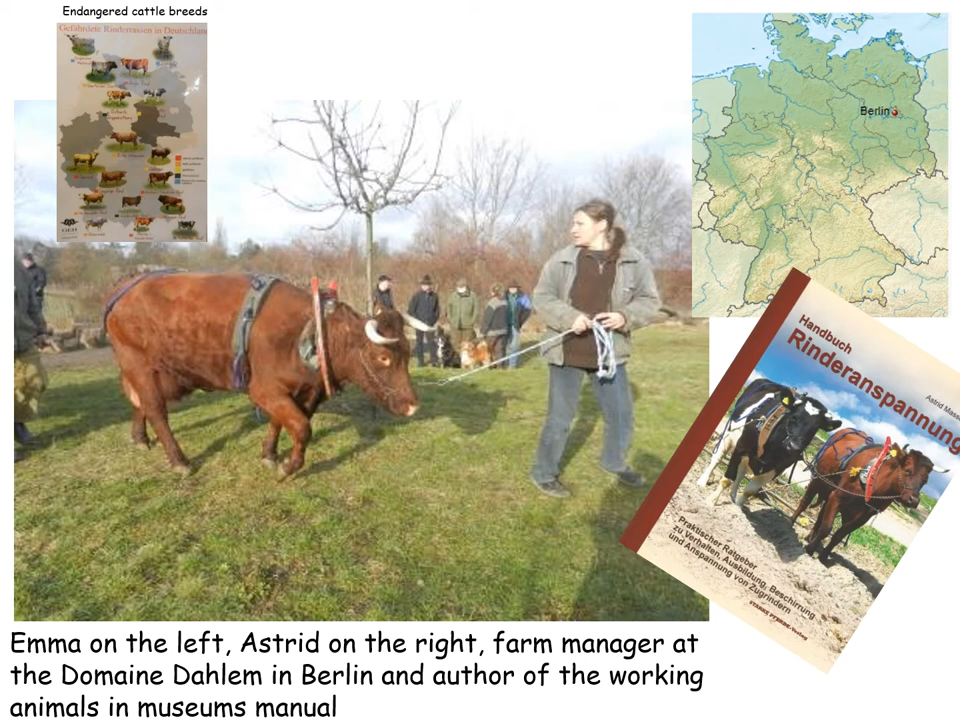 Endangered cattle breeds
Gefährdete Rinderrassen in Deutschlan
Berlin
Handbuch
Rinderanspannung
Astrid
Praktischer Ratgeber
zu Verhalten, Ausbildung, Beschirrung
und Anspannung von Zugrindern
Emma on the left, Astrid on the right, farm manager at
the Domaine Dahlem in Berlin and author of the working
animals in museums manual